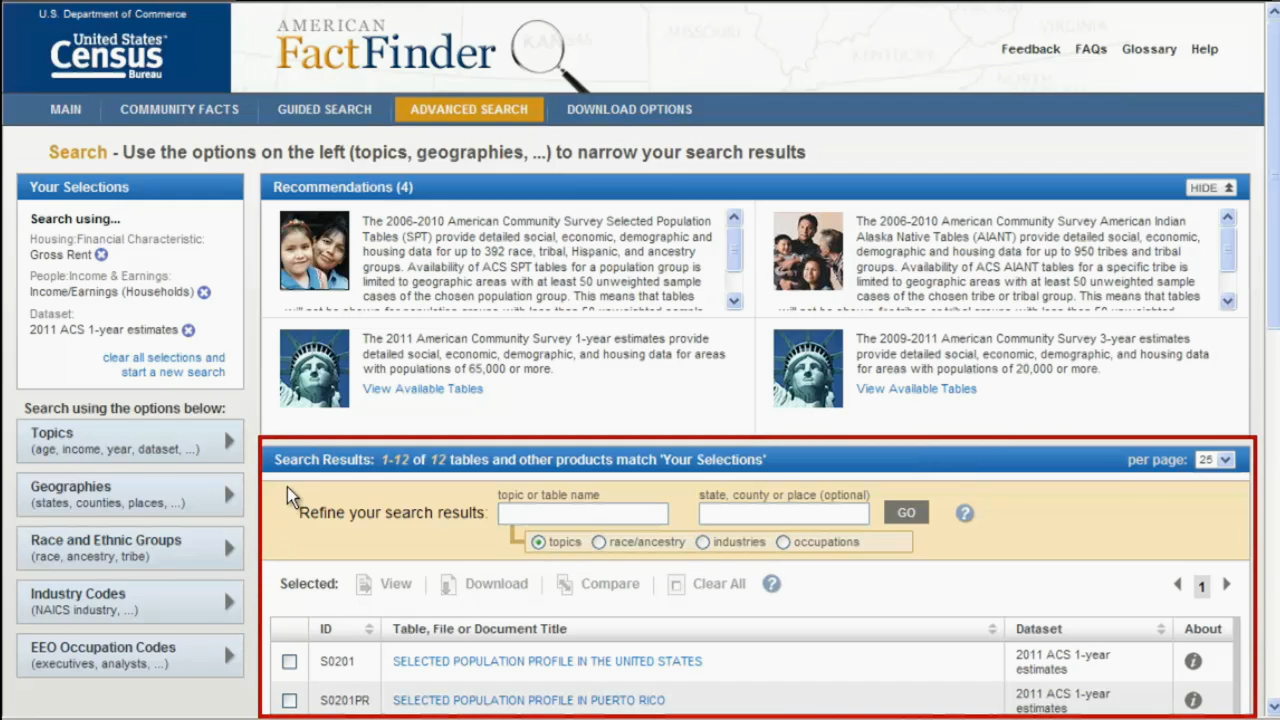 U.S. Department of Commerce
United States
Census
Bureau
AMERICAN
FactFinder
Feedback FAQs Glossary Help
MAIN COMMUNITY FACTS GUIDED SEARCH ADVANCED SEARCH DOWNLOAD OPTIONS
Search - Use the options on the left (topics, geographies, ...) to narrow your search results
Your Selections
Search using...
Housing:Financial Characteristic:
Gross Rent
People:Income & Earnings:
Income/Earnings (Households)
Dataset:
2011 ACS 1-year estimates
clear all selections and
start a new search
Search using the options below:
Topics
(age, income, year, dataset, ...)
Geographies
(states, counties, places, ...)
Race and Ethnic Groups
(race, ancestry, tribe)
Industry Codes
(NAICS industry, ...)
EEO Occupation Codes
(executives, analysts, ...)
Recommendations (4)
HIDE
The 2006-2010 American Community Survey Selected Population
Tables (SPT) provide detailed social, economic, demographic and
housing data for up to 392 race, tribal, Hispanic, and ancestry
groups. Availability of ACS SPT tables for a population group is
limited to geographic areas with at least 50 unweighted sample
cases of the chosen population group. This means that tables
The 2006-2010 American Community Survey American Indian
Alaska Native Tables (AIANT) provide detailed social, economic,
demographic and housing data for up to 950 tribes and tribal
groups. Availability of ACS AIANT tables for a specific tribe is
limited to geographic areas with at least 50 unweighted sample
cases of the chosen tribe or tribal group. This means that tables
The 2011 American Community Survey 1-year estimates provide
detailed social, economic, demographic, and housing data for areas
with populations of 65,000 or more.
View Available Tables
The 2009-2011 American Community Survey 3-year estimates
provide detailed social, economic, demographic, and housing data
for areas with populations of 20,000 or more.
View Available Tables
Search Results: 1-12 of 12 tables and other products match 'Your Selections'
per page: 25
topic or table name
state, county or place (optional)
Refine your search results:
GO
topics race/ancestry industries occupations
Selected: View Download Compare Clear All
1
ID Table, File or Document Title Dataset About
S0201 SELECTED POPULATION PROFILE IN THE UNITED STATES 2011 ACS 1-year
estimates
S0201PR SELECTED POPULATION PROFILE IN PUERTO RICO 2011 ACS 1-year
estimates